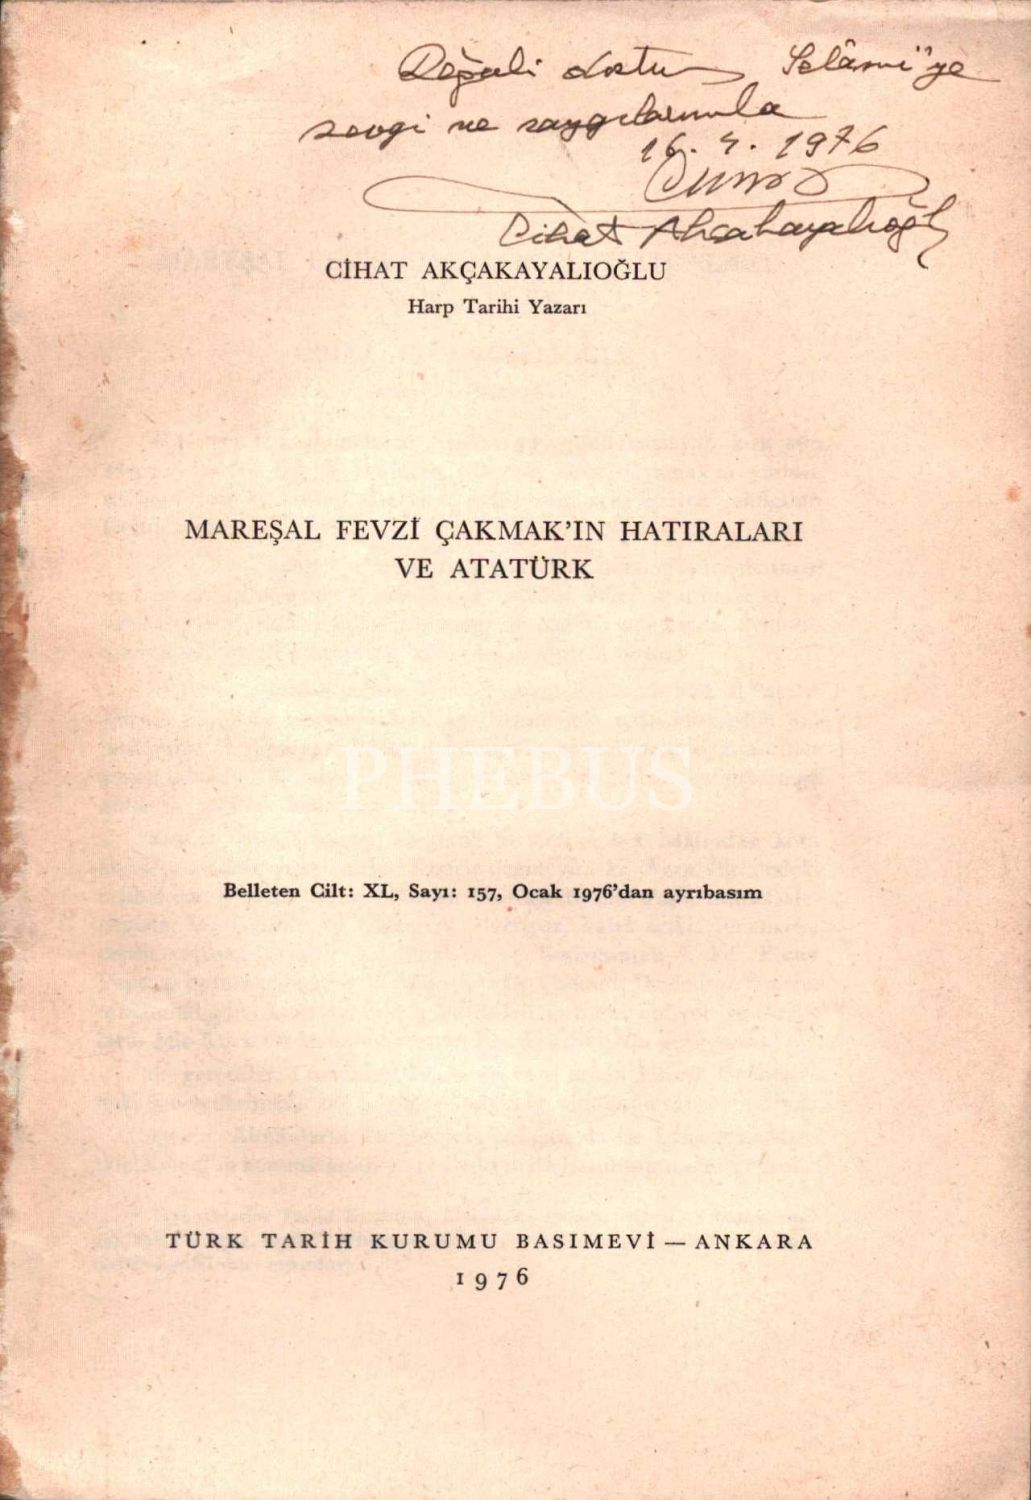 Değerli dostum Selâmi'ye
sevgi ve saygılarımla
16. 4. 1976
Cihat Akçakayalıoğlu
CİHAT AKÇAKAYALIOĞLU
Harp Tarihi Yazarı
MAREŞAL FEVZİ ÇAKMAK'IN HATIRALARI
VE ATATÜRK
PHEBUS
Belleten Cilt: XL, Sayı: 157, Ocak 1976'dan ayrıbasım
TÜRK TARİH KURUMU BASIMEVİ — ANKARA
1976